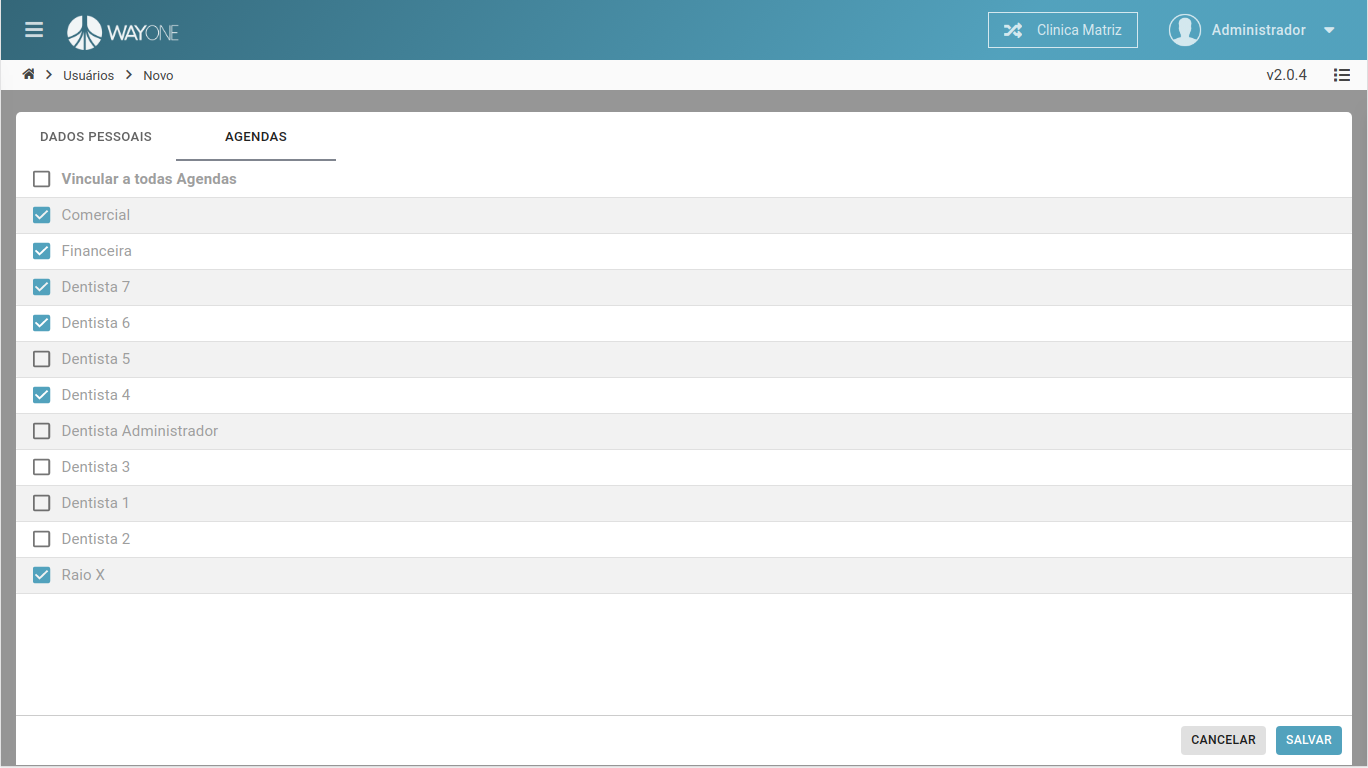 WAYONE
Clinica Matriz
Administrador
Usuários
Novo
v2.0.4
DADOS PESSOAIS
AGENDAS
Vincular a todas Agendas
Comercial
Financeira
Dentista 7
Dentista 6
Dentista 5
Dentista 4
Dentista Administrador
Dentista 3
Dentista 1
Dentista 2
Raio X
CANCELAR
SALVAR